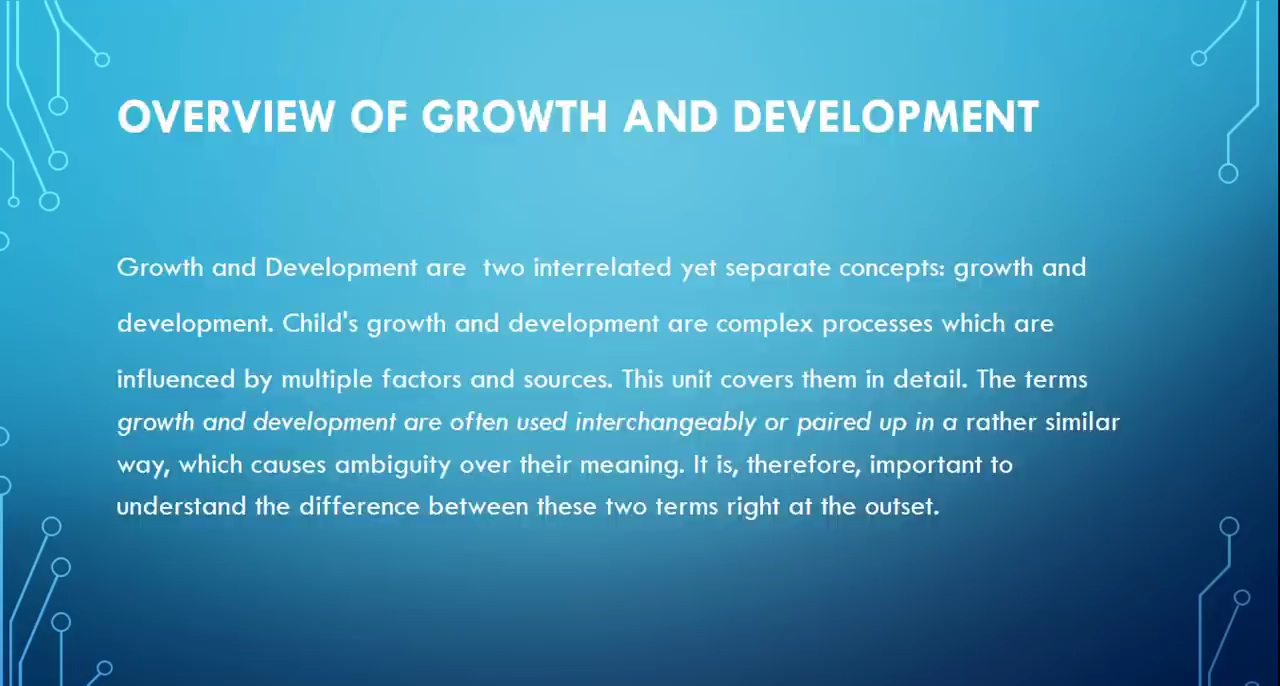 OVERVIEW OF GROWTH AND DEVELOPMENT
Growth and Development are  two interrelated yet separate concepts: growth and
development. Child's growth and development are complex processes which are
influenced by multiple factors and sources. This unit covers them in detail. The terms
growth and development are often used interchangeably or paired up in a rather similar
way, which causes ambiguity over their meaning. It is, therefore, important to
understand the difference between these two terms right at the outset.